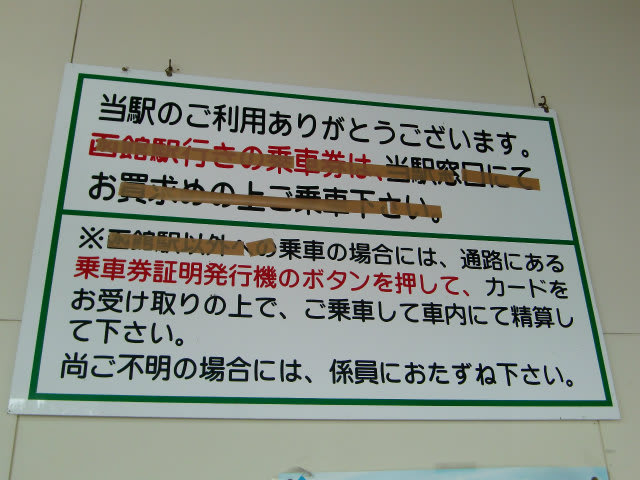 当駅のご利用ありがとうございます。
函館駅行きの乗車券は、当駅窓口にて
お買求めの上ご乗車下さい。
※函館駅以外への乗車の場合には、通路にある
乗車券証明発行機のボタンを押して、カードを
お受け取りの上で、ご乗車して車内にて精算し
て下さい。
尚ご不明の場合には、係員におたずね下さい。